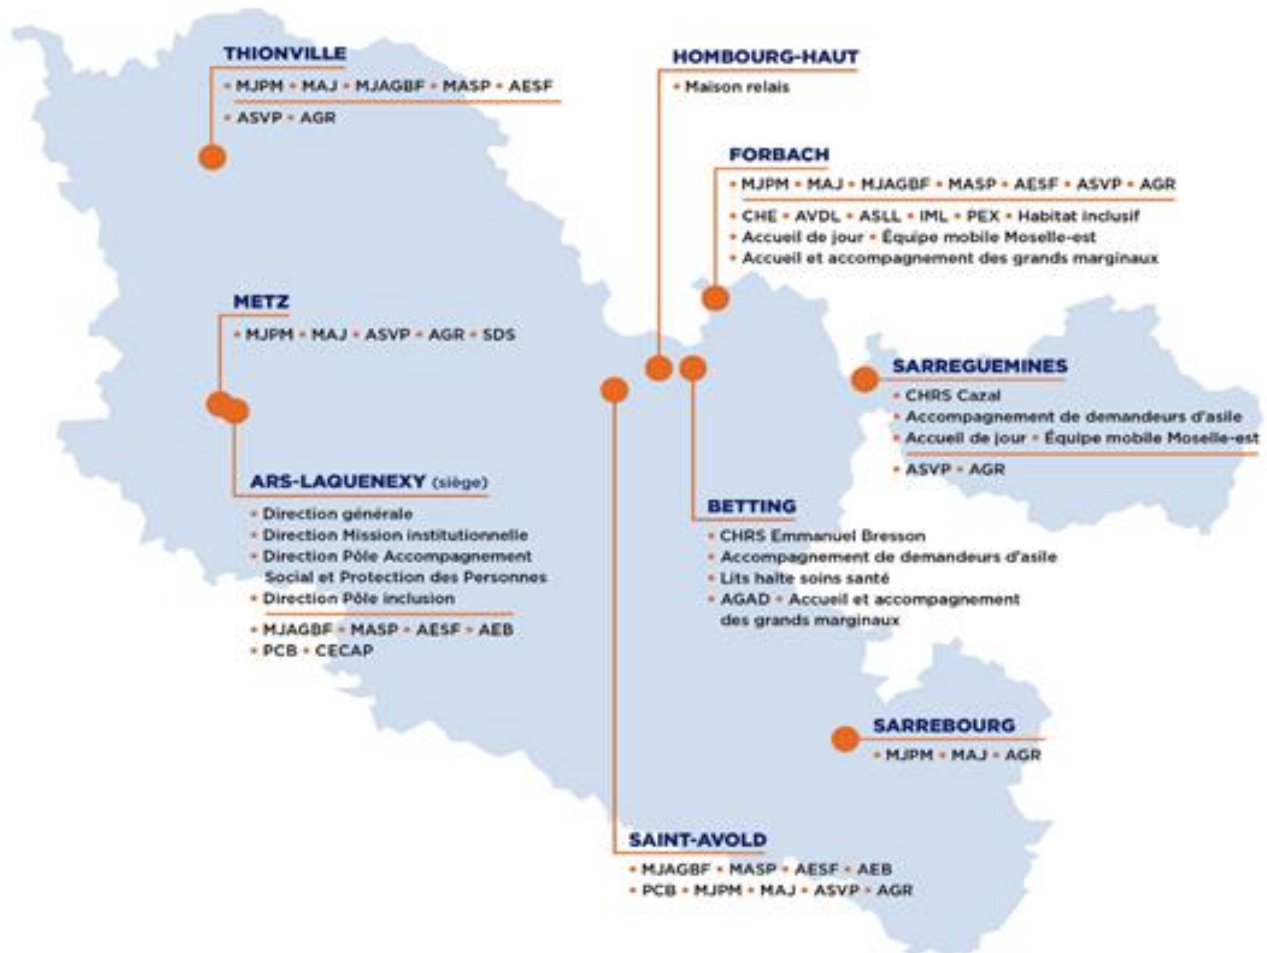 THIONVILLE
• MJPM • MAJ • MJAGBF • MASP • AESF
• ASVP • AGR
HOMBOURG-HAUT
• Maison relais
FORBACH
• MJPM • MAJ • MJAGBF • MASP • AESF • ASVP • AGR
• CHE • AVDL • ASLL • IML • PEX • Habitat inclusif
• Accueil de jour • Équipe mobile Moselle-est
• Accueil et accompagnement des grands marginaux
METZ
• MJPM • MAJ • ASVP • AGR • SDS
SARREGUEMINES
• CHRS Cazal
• Accompagnement de demandeurs d'asile
• Accueil de jour • Équipe mobile Moselle-est
• ASVP • AGR
ARS-LAQUENEXY (siège)
• Direction générale
• Direction Mission institutionnelle
• Direction Pôle Accompagnement
Social et Protection des Personnes
• Direction Pôle inclusion
• MJAGBF • MASP • AESF • AEB
• PCB • CECAP
BETTING
• CHRS Emmanuel Bresson
• Accompagnement de demandeurs d'asile
• Lits halte soins santé
• AGAD • Accueil et accompagnement
des grands marginaux
SARREBOURG
• MJPM • MAJ • AGR
SAINT-AVOLD
• MJAGBF • MASP • AESF • AEB
• PCB • MJPM • MAJ • ASVP • AGR